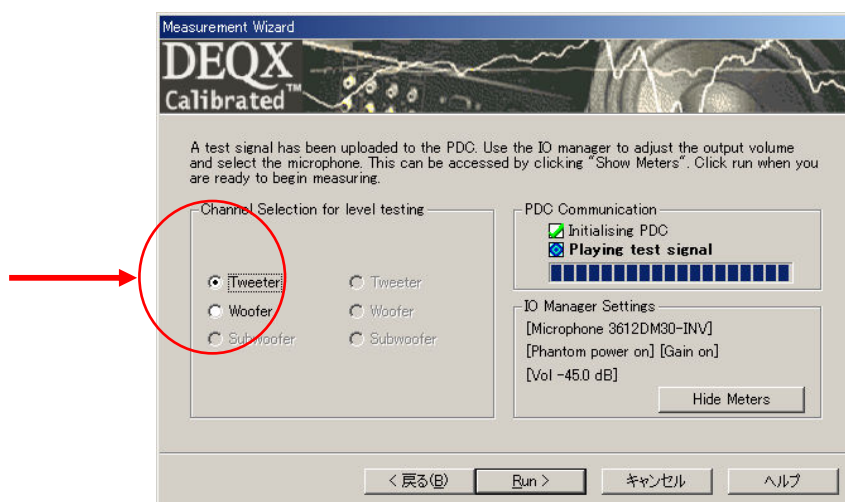 Measurement Wizard
DEQX
Calibrated™
A test signal has been uploaded to the PDC. Use the IO manager to adjust the output volume
and select the microphone. This can be accessed by clicking "Show Meters". Click run when you
are ready to begin measuring.
Channel Selection for level testing
Tweeter
Tweeter
Woofer
Woofer
Subwoofer
Subwoofer
PDC Communication
Initialising PDC
Playing test signal
IO Manager Settings
[Microphone 3612DM30-INV]
[Phantom power on] [Gain on]
[Vol -45.0 dB]
Hide Meters
< 戻る(B)
Run >
キャンセル
ヘルプ